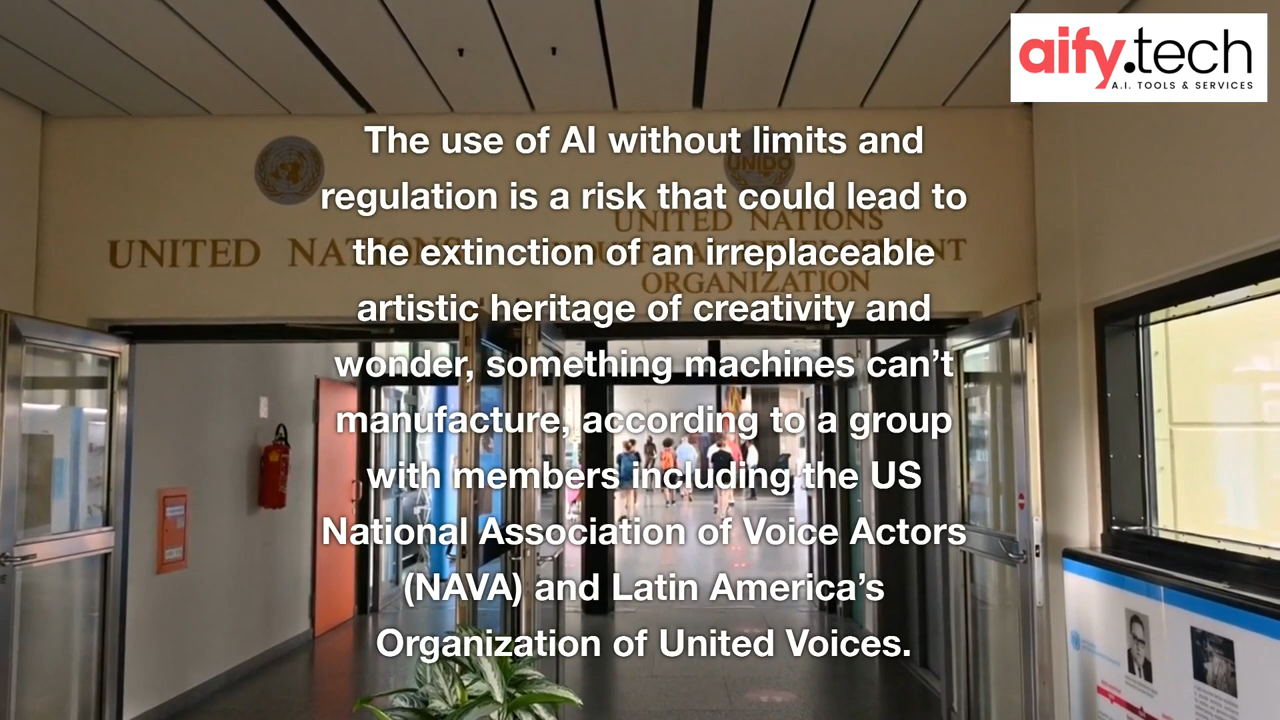 aify.tech
A.I. TOOLS & SERVICES
The use of AI without limits and
regulation is a risk that could lead to
the extinction of an irreplaceable
artistic heritage of creativity and
wonder, something machines can’t
manufacture, according to a group
with members including the US
National Association of Voice Actors
(NAVA) and Latin America’s
Organization of United Voices.
UNIDO
UNITED NATIONS
UNITED NATIONS
ORGANIZATION